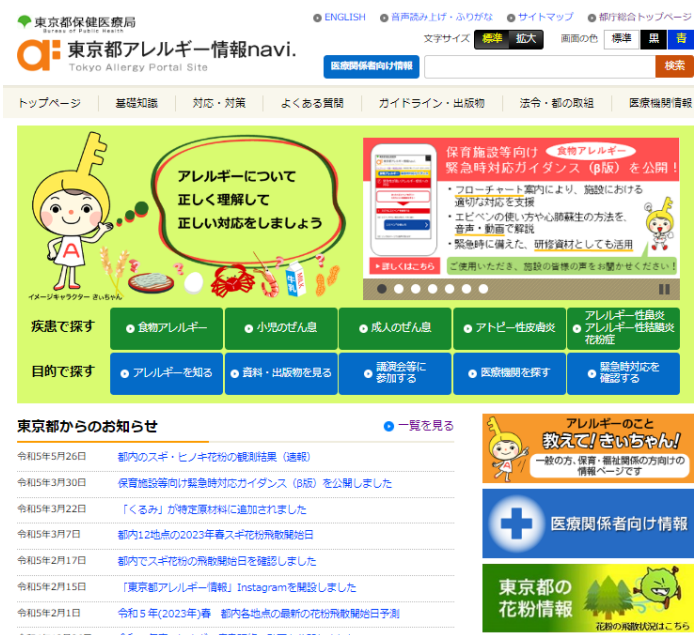 東京都保健医療局
Bureau of Public Health
東京都アレルギー情報navi.
Tokyo Allergy Portal Site
ENGLISH 音声読み上げ・ふりがな サイトマップ 都庁総合トップページ
文字サイズ 標準 拡大 画面の色 標準 黒 青
医療関係者向け情報 検索
トップページ 基礎知識 対応・対策 よくある質問 ガイドライン・出版物 法令・都の取組 医療機関情報
アレルギーについて
正しく理解して
正しい対応をしましょう
A
牛乳
MILK
イメージキャラクター きぃちゃん
保育施設等向け 食物アレルギー
緊急時対応ガイダンス（β版）を公開！
・フローチャート案内により、施設における
適切な対応を支援
・エピペンの使い方や心肺蘇生の方法を、
音声・動画で解説
・緊急時に備えた、研修資材としても活用
詳しくはこちら
ご使用いただき、施設の皆様の声をお聞かせください！
疾患で探す
食物アレルギー
小児のぜん息
成人のぜん息
アトピー性皮膚炎
アレルギー性鼻炎
アレルギー性結膜炎
花粉症
目的で探す
アレルギーを知る
資料・出版物を見る
講演会等に
参加する
医療機関を探す
緊急時対応を
確認する
東京都からのお知らせ 一覧を見る
令和5年5月26日 都内のスギ・ヒノキ花粉の観測結果（速報）
令和5年3月30日 保育施設等向け緊急時対応ガイダンス（β版）を公開しました
令和5年3月22日 「くるみ」が特定原材料に追加されました
令和5年3月7日 都内12地点の2023年春スギ花粉飛散開始日
令和5年2月17日 都内でスギ花粉の飛散開始日を確認しました
令和5年2月15日 「東京都アレルギー情報」Instagramを開設しました
令和5年2月1日 令和５年(2023年)春 都内各地点の最新の花粉飛散開始日予測
アレルギーのこと
教えて!きぃちゃん!
一般の方、保育・福祉関係の方向けの
情報ページです
医療関係者向け情報
東京都の
花粉情報
花粉の飛散状況はこちら